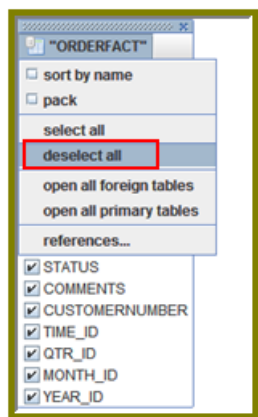 "ORDERFACT"
sort by name
pack
select all
deselect all
open all foreign tables
open all primary tables
references...
STATUS
COMMENTS
CUSTOMERNUMBER
TIME_ID
QTR_ID
MONTH_ID
YEAR_ID